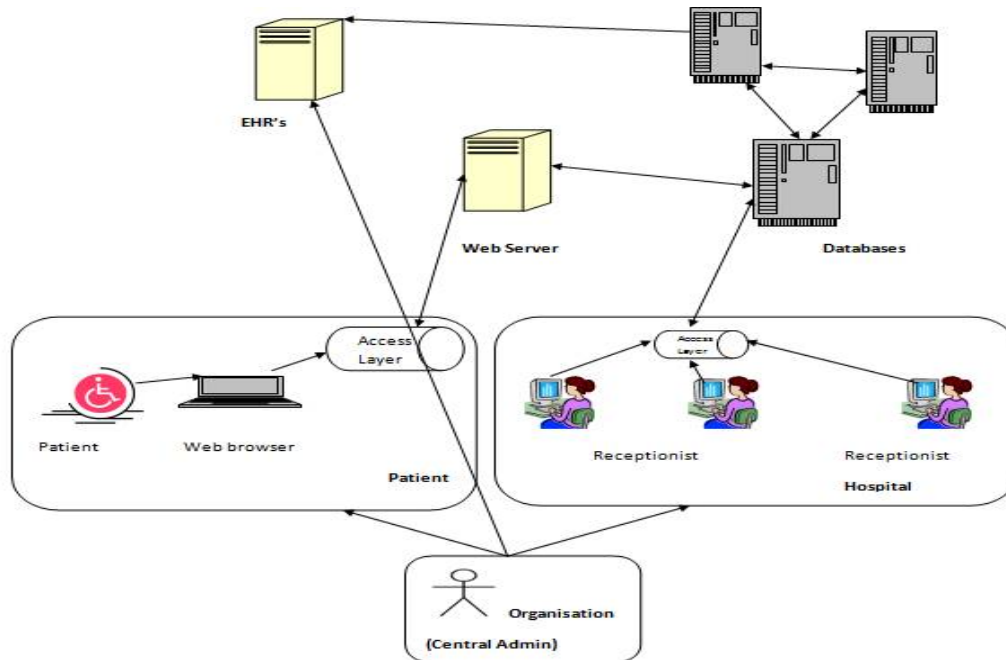 EHR's
Web Server
Databases
Access
Layer
Access
Layer
Patient
Web browser
Receptionist
Receptionist
Patient
Hospital
Organisation
(Central Admin)